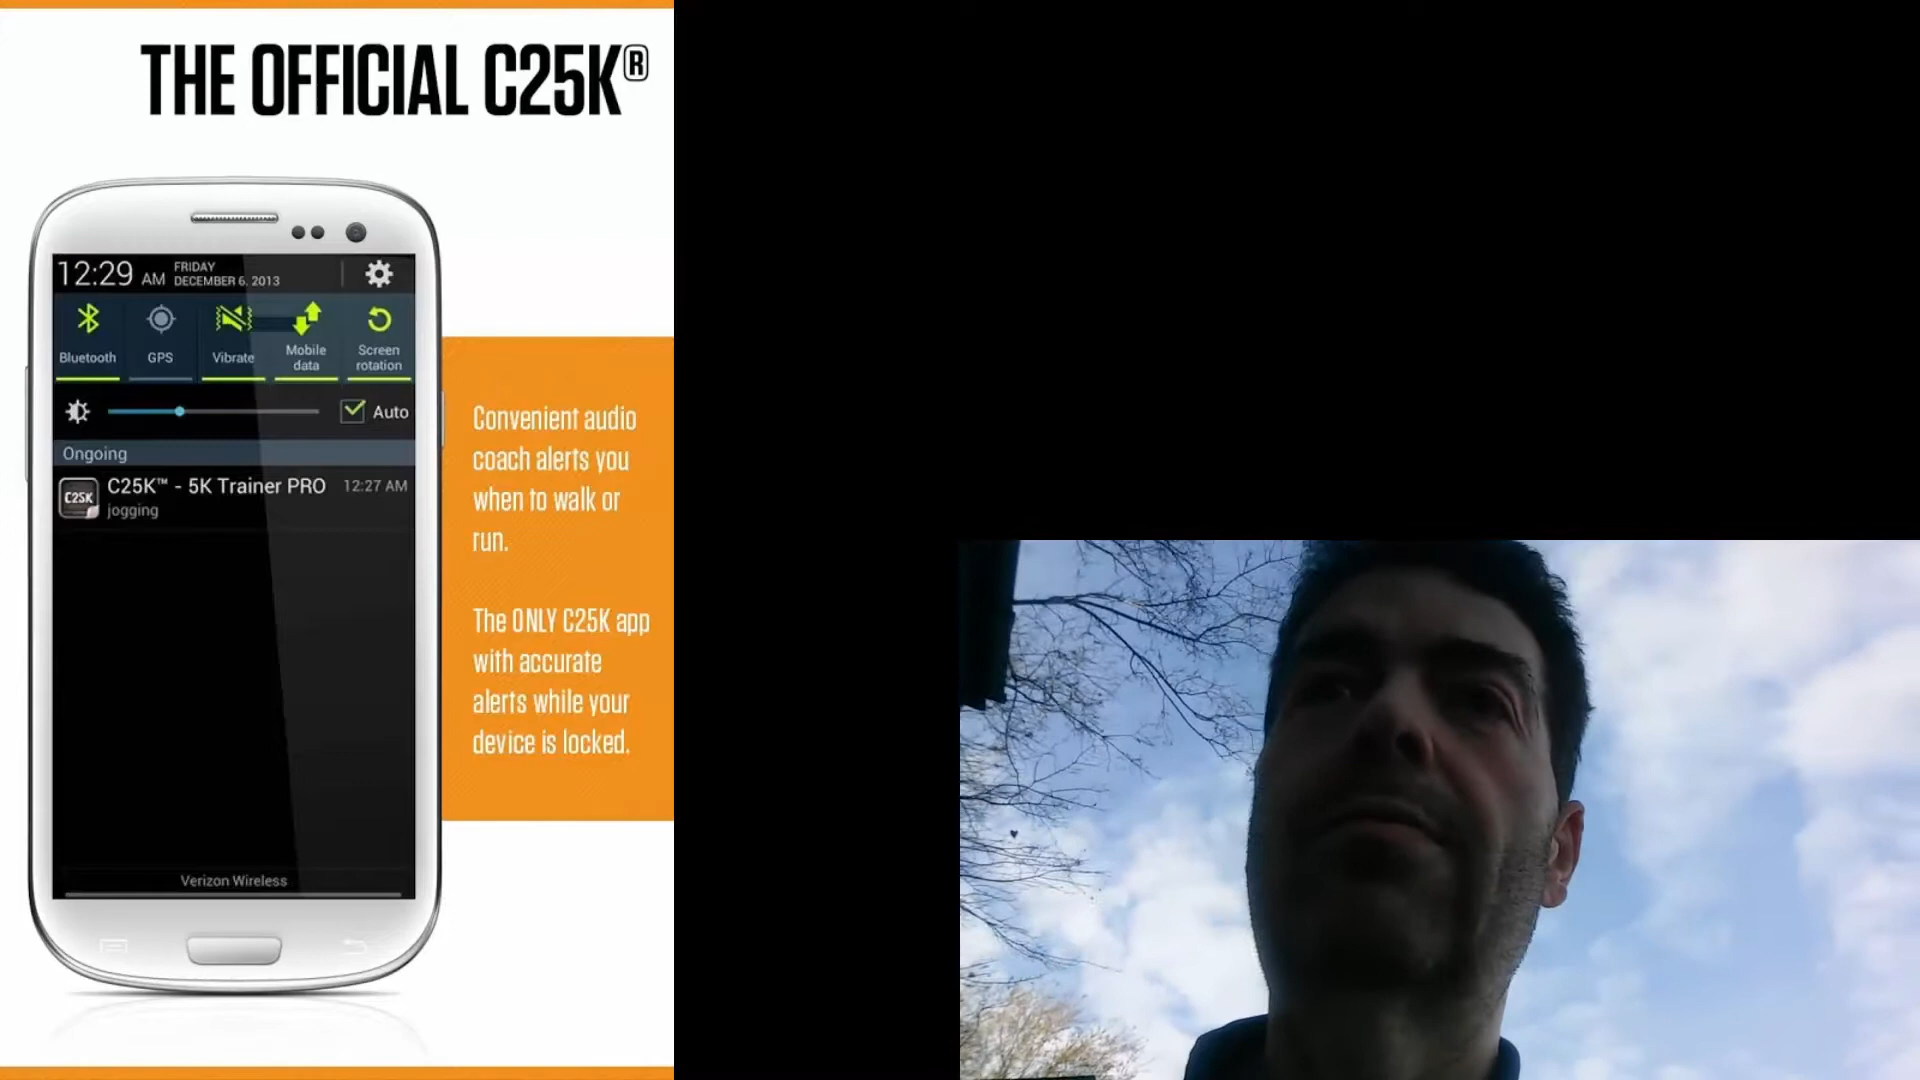 THE OFFICIAL C25K®
12:29 AM FRIDAY
DECEMBER 6, 2013
Bluetooth
GPS
Vibrate
Mobile
data
Screen
rotation
Auto
Ongoing
C25K C25K™ - 5K Trainer PRO 12:27 AM
jogging
Verizon Wireless
Convenient audio
coach alerts you
when to walk or
run.
The ONLY C25K app
with accurate
alerts while your
device is locked.